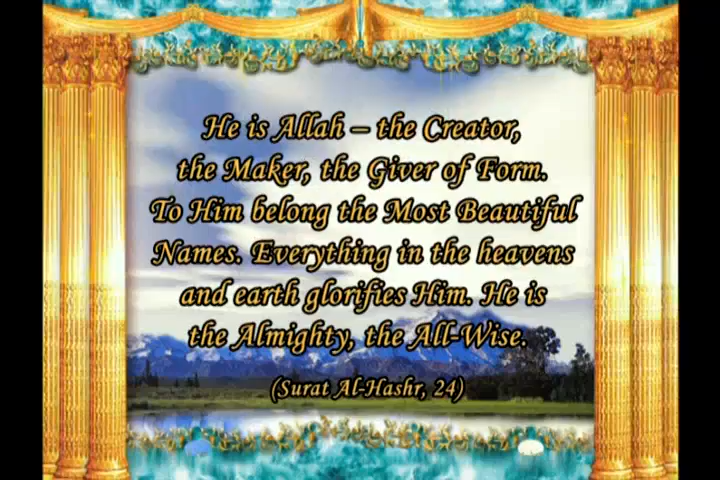 He is Allah – the Creator,
the Maker, the Giver of Form.
To Him belong the Most Beautiful
Names. Everything in the heavens
and earth glorifies Him. He is
the Almighty, the All-Wise.
(Surat Al-Hashr, 24)